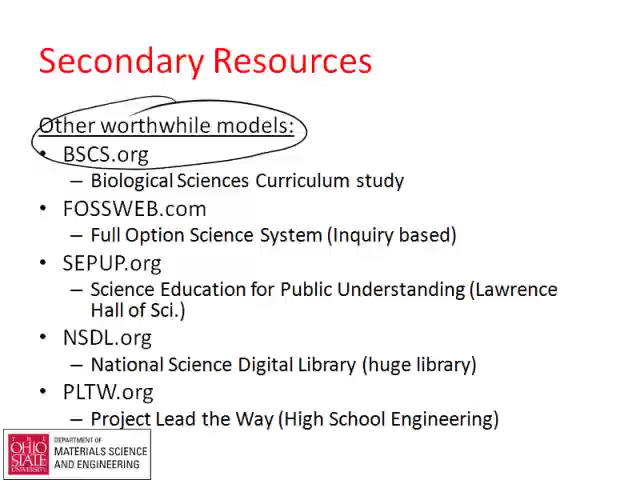 Secondary Resources
Other worthwhile models:
• BSCS.org
– Biological Sciences Curriculum study
• FOSSWEB.com
– Full Option Science System (Inquiry based)
• SEPUP.org
– Science Education for Public Understanding (Lawrence
Hall of Sci.)
• NSDL.org
– National Science Digital Library (huge library)
• PLTW.org
– Project Lead the Way (High School Engineering)
THE
OHIO
STATE
UNIVERSITY
DEPARTMENT OF
MATERIALS SCIENCE
AND ENGINEERING